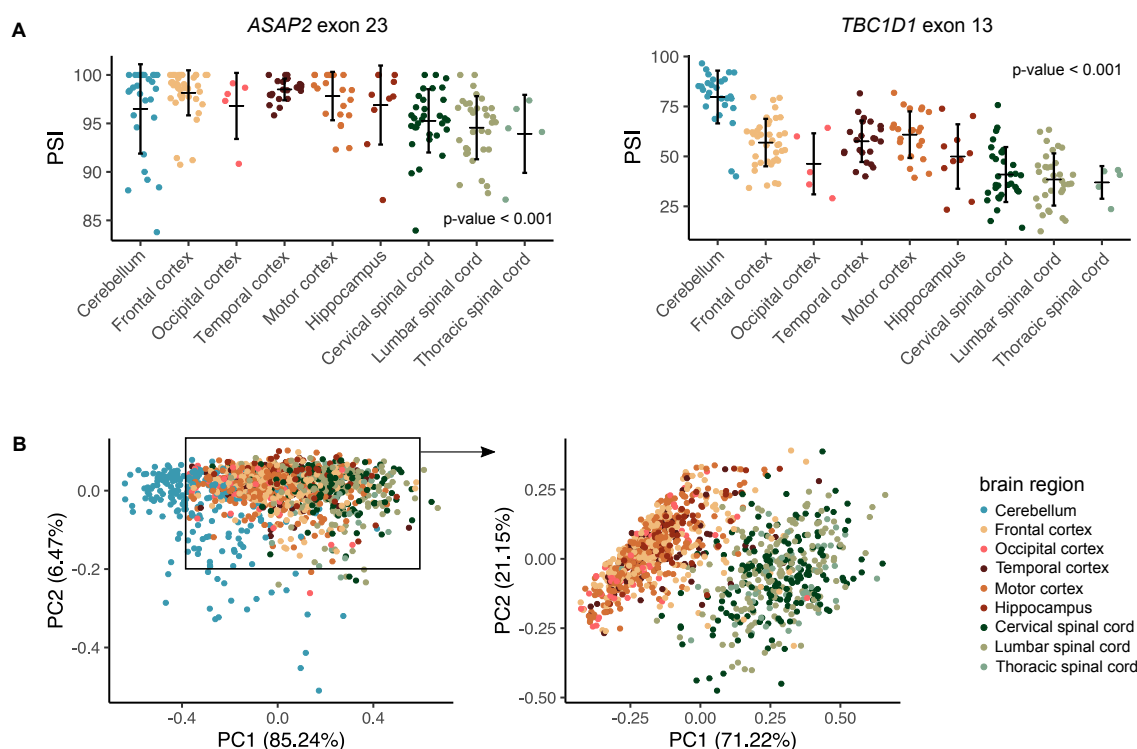 A
ASAP2 exon 23
PSI
100
95
90
85
p-value < 0.001
Cerebellum
Frontal cortex
Occipital cortex
Temporal cortex
Motor cortex
Hippocampus
Cervical spinal cord
Lumbar spinal cord
Thoracic spinal cord
TBC1D1 exon 13
PSI
100
75
50
25
p-value < 0.001
Cerebellum
Frontal cortex
Occipital cortex
Temporal cortex
Motor cortex
Hippocampus
Cervical spinal cord
Lumbar spinal cord
Thoracic spinal cord
B
PC2 (6.47%)
0.0
-0.2
-0.4
-0.4
0.0
0.4
PC1 (85.24%)
PC2 (21.15%)
0.25
0.00
-0.25
-0.50
-0.25
0.00
0.25
0.50
PC1 (71.22%)
brain region
Cerebellum
Frontal cortex
Occipital cortex
Temporal cortex
Motor cortex
Hippocampus
Cervical spinal cord
Lumbar spinal cord
Thoracic spinal cord